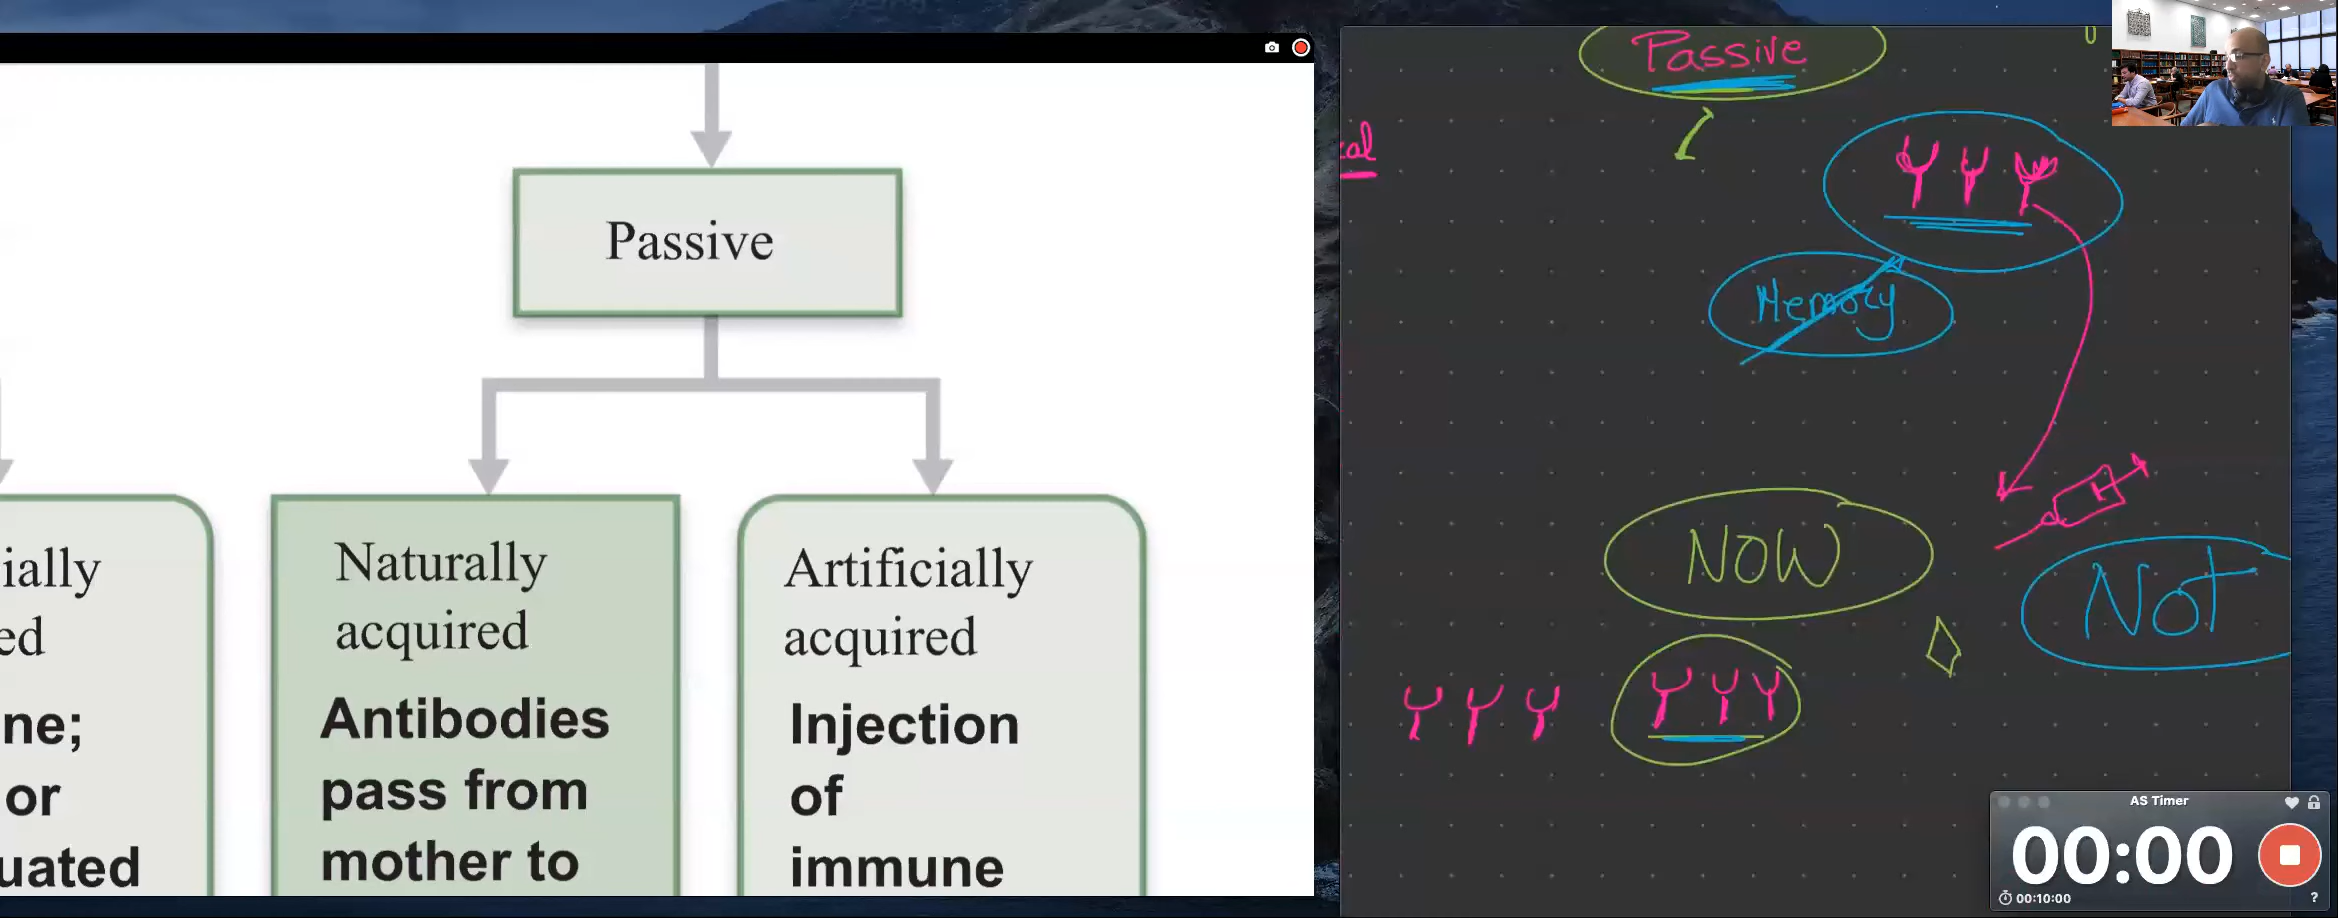 Passive
ially
ed
ne;
or
uated
Naturally
acquired
Antibodies
pass from
mother to
Artificially
acquired
Injection
of
immune
Passive
cal
Memory
NOW
Not
AS Timer
00:00
00:10:00
?